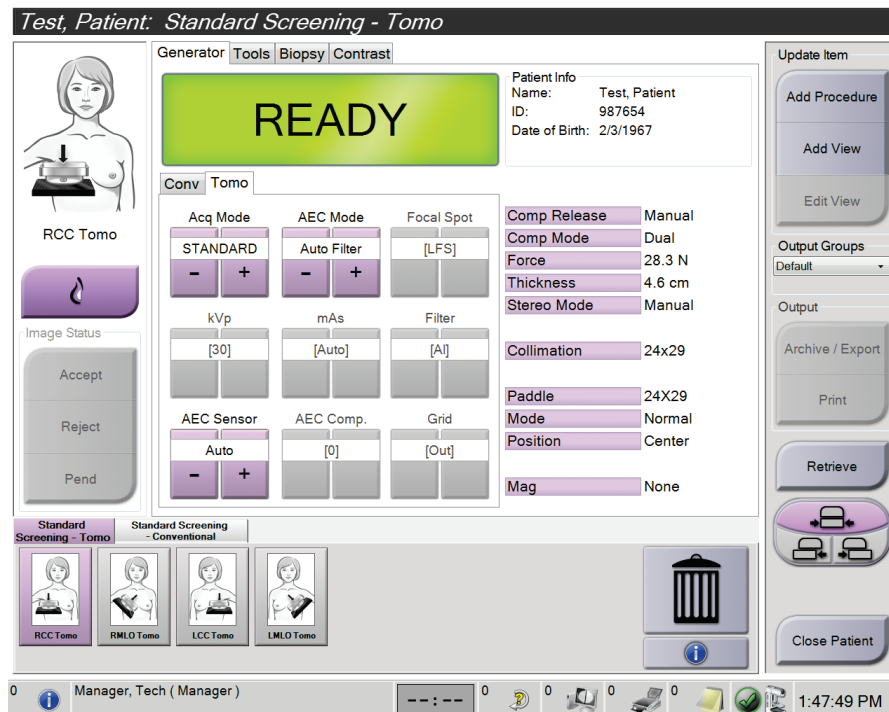 Test, Patient: Standard Screening - Tomo
Generator Tools Biopsy Contrast
READY
Patient Info
Name: Test, Patient
ID: 987654
Date of Birth: 2/3/1967
RCC Tomo
Image Status
Accept
Reject
Pend
Conv Tomo
Acq Mode AEC Mode Focal Spot
STANDARD Auto Filter [LFS]
- + - +
kVp mAs Filter
[30] [Auto] [Al]
AEC Sensor AEC Comp. Grid
Auto [0] [Out]
- +
Comp Release Manual
Comp Mode Dual
Force 28.3 N
Thickness 4.6 cm
Stereo Mode Manual
Collimation 24x29
Paddle 24X29
Mode Normal
Position Center
Mag None
Update Item
Add Procedure
Add View
Edit View
Output Groups
Default
Output
Archive / Export
Print
Retrieve
Close Patient
Standard
Screening - Tomo
Standard Screening
- Conventional
RCC Tomo RMLO Tomo LCC Tomo LMLO Tomo
0 Manager, Tech ( Manager ) --:-- 0 0 0 0 1:47:49 PM